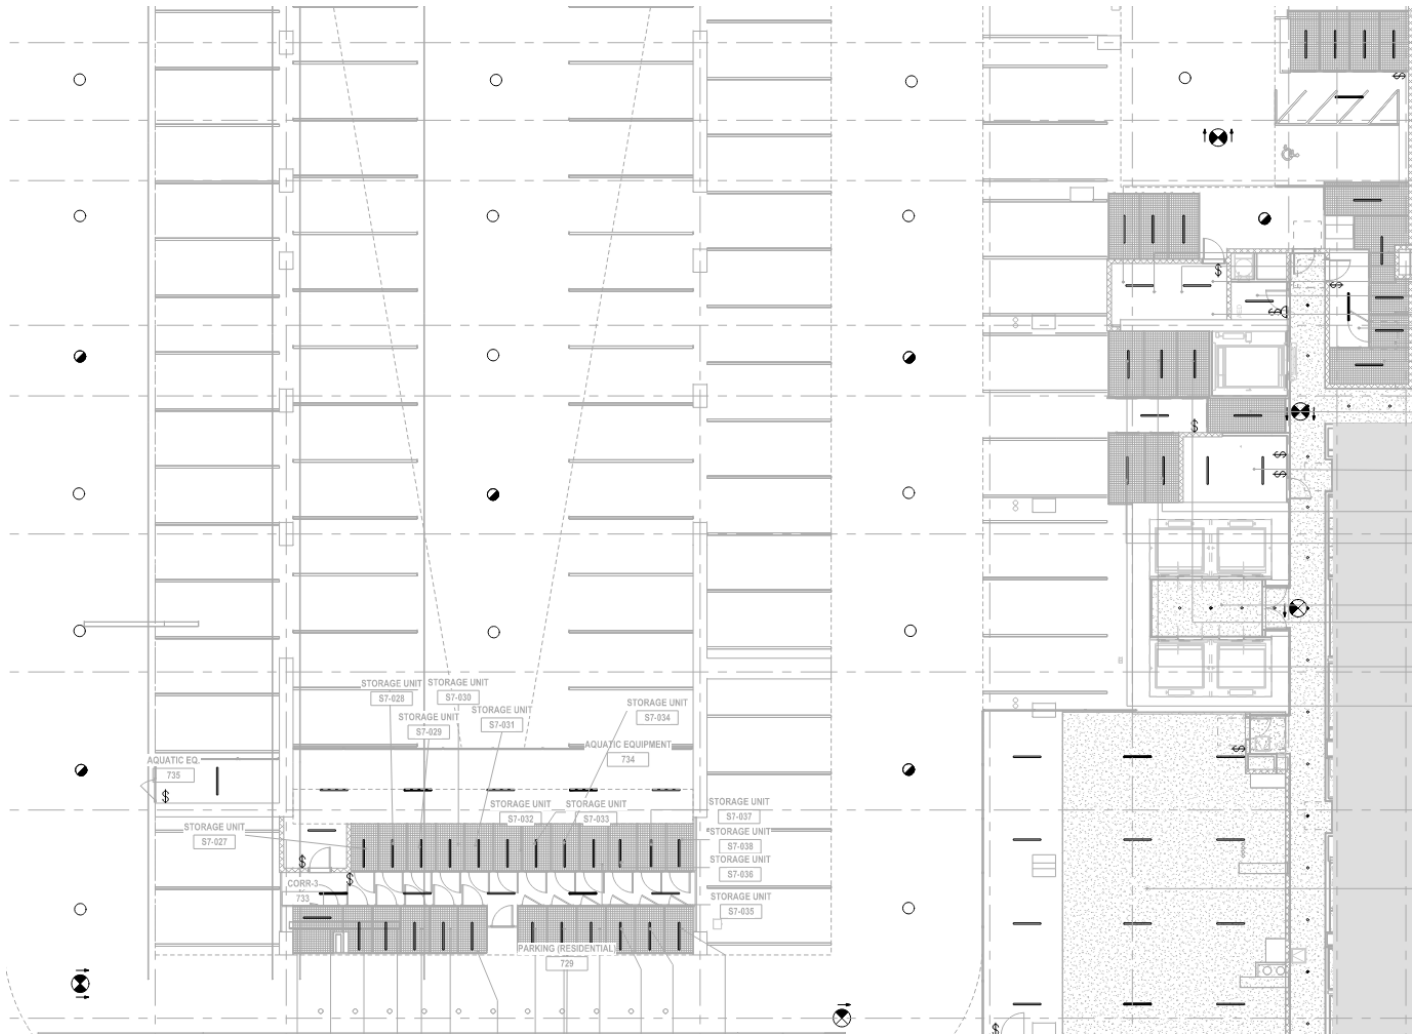 STORAGE UNIT
S7-028
STORAGE UNIT
S7-030
STORAGE UNIT
S7-029
STORAGE UNIT
S7-031
STORAGE UNIT
S7-034
AQUATIC EQUIPMENT
734
AQUATIC EQ.
735
STORAGE UNIT
S7-032
STORAGE UNIT
S7-033
STORAGE UNIT
S7-037
STORAGE UNIT
S7-027
STORAGE UNIT
S7-038
STORAGE UNIT
S7-036
CORR-3
733
STORAGE UNIT
S7-035
PARKING (RESIDENTIAL)
729
$
$
$
$
$
$
$
$
$
$
$
$